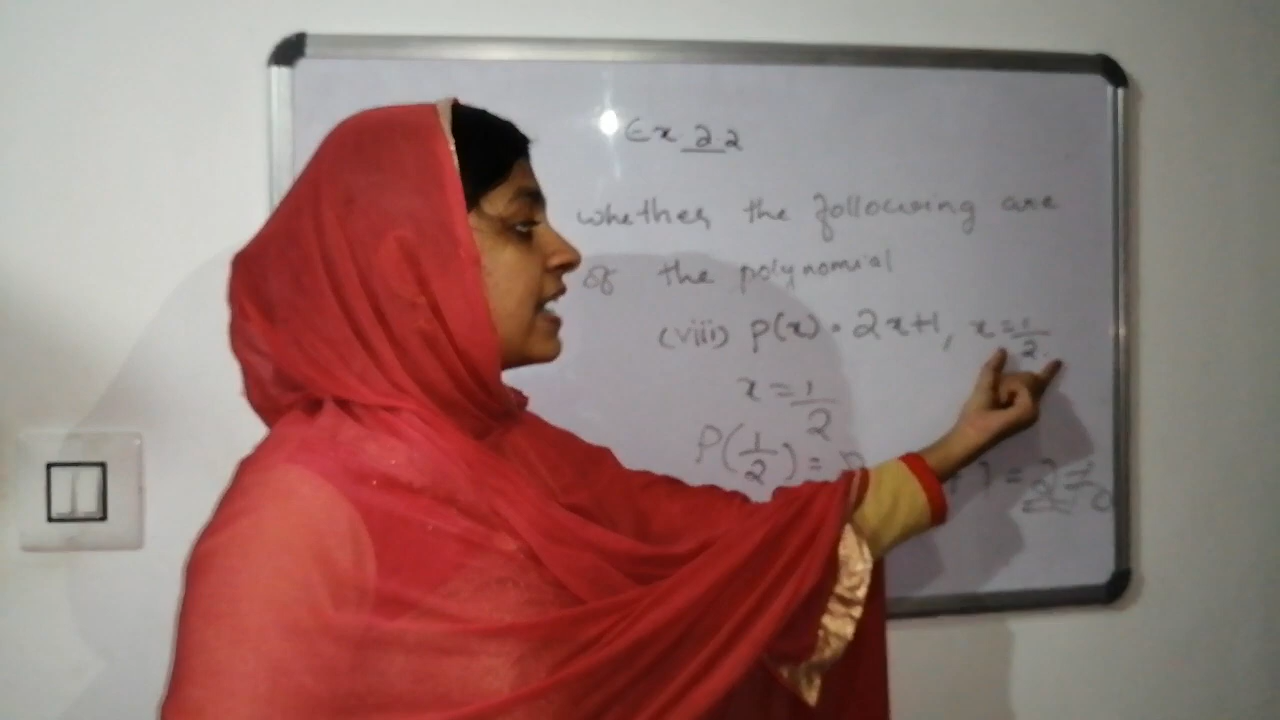 Ex 2.2
whether the following are
of the polynomial
(viii) p(x) = 2x+1, x = 1/2.
x = 1/2
P(1/2) = +1 = 2 ≠ 0